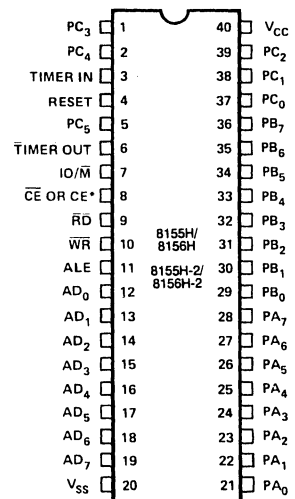 PC3 1 40 VCC
PC4 2 39 PC2
TIMER IN 3 38 PC1
RESET 4 37 PC0
PC5 5 36 PB7
T̅IMER OUT 6 35 PB6
IO/M̅ 7 34 PB5
C̅E̅ OR CE* 8 33 PB4
R̅D̅ 9 32 PB3
W̅R̅ 10 31 PB2
ALE 11 30 PB1
AD0 12 29 PB0
AD1 13 28 PA7
AD2 14 27 PA6
AD3 15 26 PA5
AD4 16 25 PA4
AD5 17 24 PA3
AD6 18 23 PA2
AD7 19 22 PA1
VSS 20 21 PA0
8155H/
8156H
8155H-2/
8156H-2